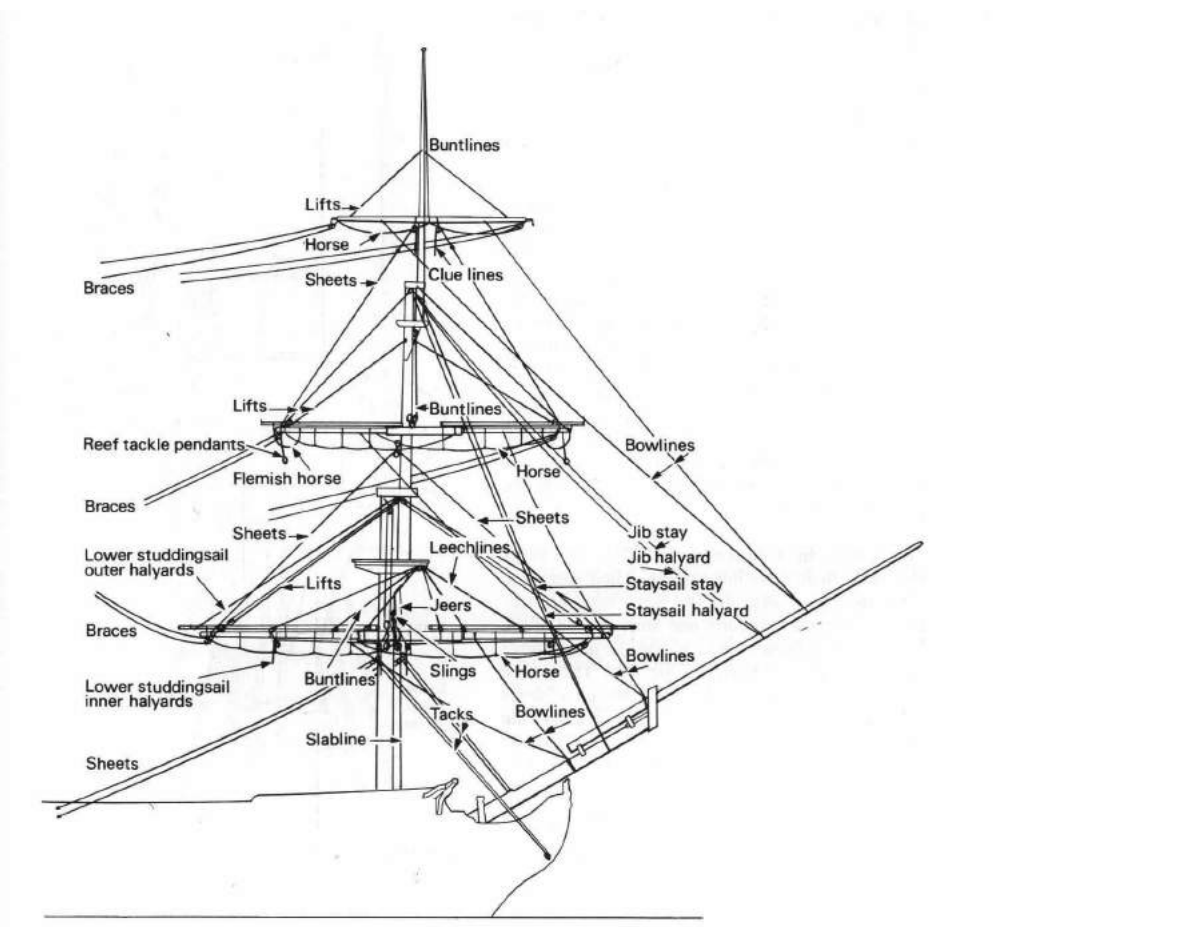 Buntlines
Lifts
Horse
Clue lines
Sheets
Braces
Lifts
Buntlines
Reef tackle pendants
Bowlines
Flemish horse
Horse
Braces
Sheets
Sheets
Jib stay
Leechlines
Lower studdingsail
outer halyards
Jib halyard
Lifts
Staysail stay
Jeers
Staysail halyard
Braces
Bowlines
Slings
Horse
Buntlines
Lower studdingsail
inner halyards
Tacks
Bowlines
Slabline
Sheets